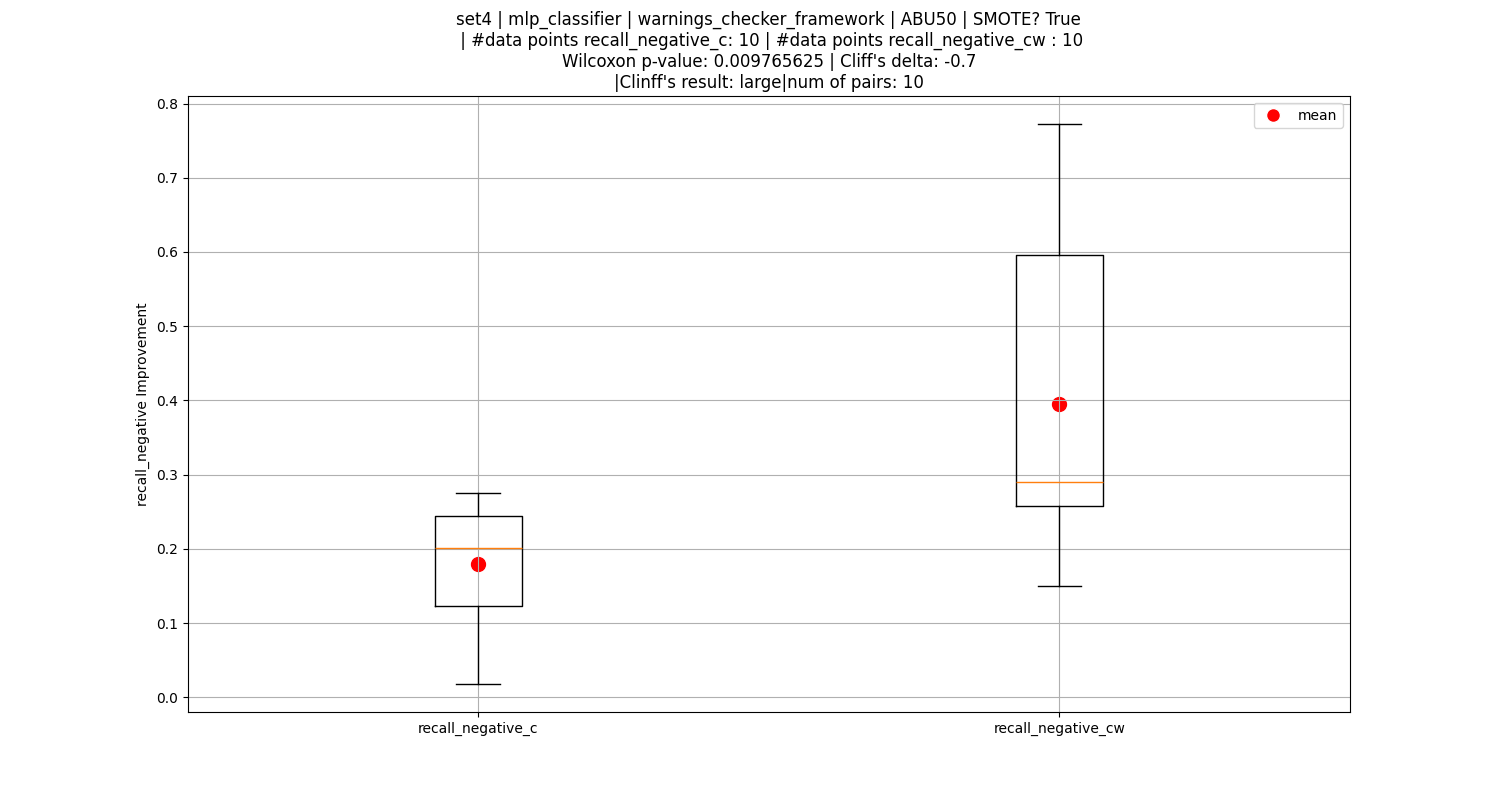 set4 | mlp_classifier | warnings_checker_framework | ABU50 | SMOTE? True
| #data points recall_negative_c: 10 | #data points recall_negative_cw : 10
Wilcoxon p-value: 0.009765625 | Cliff's delta: -0.7
|Clinff's result: large|num of pairs: 10
mean
0.8
0.7
0.6
0.5
0.4
0.3
0.2
0.1
0.0
recall_negative Improvement
recall_negative_c
recall_negative_cw